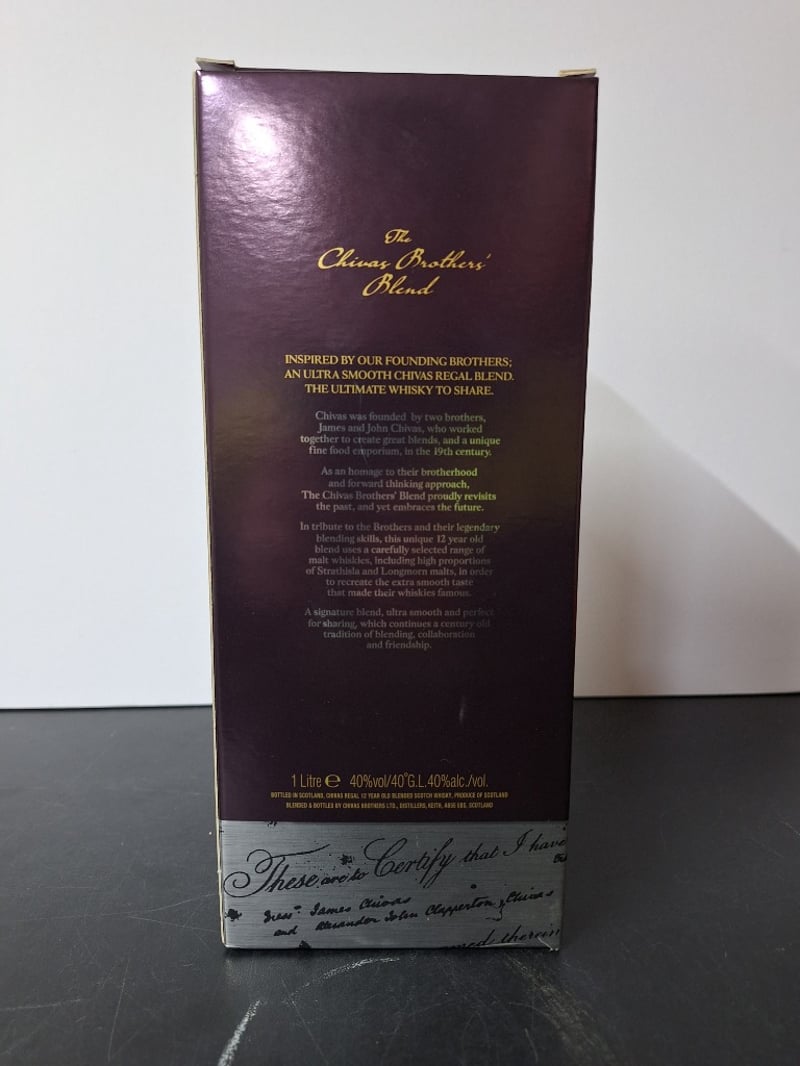 The
Chivas Brothers'
Blend
INSPIRED BY OUR FOUNDING BROTHERS;
AN ULTRA SMOOTH CHIVAS REGAL BLEND.
THE ULTIMATE WHISKY TO SHARE.
Chivas was founded by two brothers,
James and John Chivas, who worked
together to create great blends, and a unique
fine food emporium, in the 19th century.
As an homage to their brotherhood
and forward thinking approach,
The Chivas Brothers' Blend proudly revisits
the past, and yet embraces the future.
In tribute to the Brothers and their legendary
blending skills, this unique 12 year old
blend uses a carefully selected range of
malt whiskies, including high proportions
of Strathisla and Longmorn malts, in order
to recreate the extra smooth taste
that made their whiskies famous.
A signature blend, ultra smooth and perfect
for sharing, which continues a century old
tradition of blending, collaboration
and friendship.
1 Litre ℮ 40%vol/40°G.L.40%alc./vol.
BOTTLED IN SCOTLAND, CHIVAS REGAL 12 YEAR OLD BLENDED SCOTCH WHISKY, PRODUCE OF SCOTLAND
BLENDED & BOTTLED BY CHIVAS BROTHERS LTD., DISTILLERS, KEITH, AB55 5BS, SCOTLAND
These are to Certify that I have
James Chivas
and Alexander John Clapperton Chivas
therein